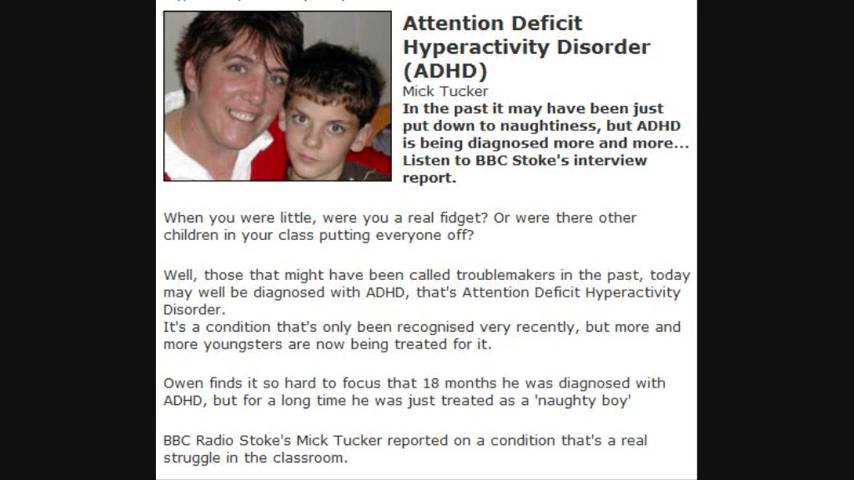 Attention Deficit
Hyperactivity Disorder
(ADHD)
Mick Tucker
In the past it may have been just
put down to naughtiness, but ADHD
is being diagnosed more and more...
Listen to BBC Stoke's interview
report.
When you were little, were you a real fidget? Or were there other
children in your class putting everyone off?
Well, those that might have been called troublemakers in the past, today
may well be diagnosed with ADHD, that's Attention Deficit Hyperactivity
Disorder.
It's a condition that's only been recognised very recently, but more and
more youngsters are now being treated for it.
Owen finds it so hard to focus that 18 months he was diagnosed with
ADHD, but for a long time he was just treated as a 'naughty boy'
BBC Radio Stoke's Mick Tucker reported on a condition that's a real
struggle in the classroom.